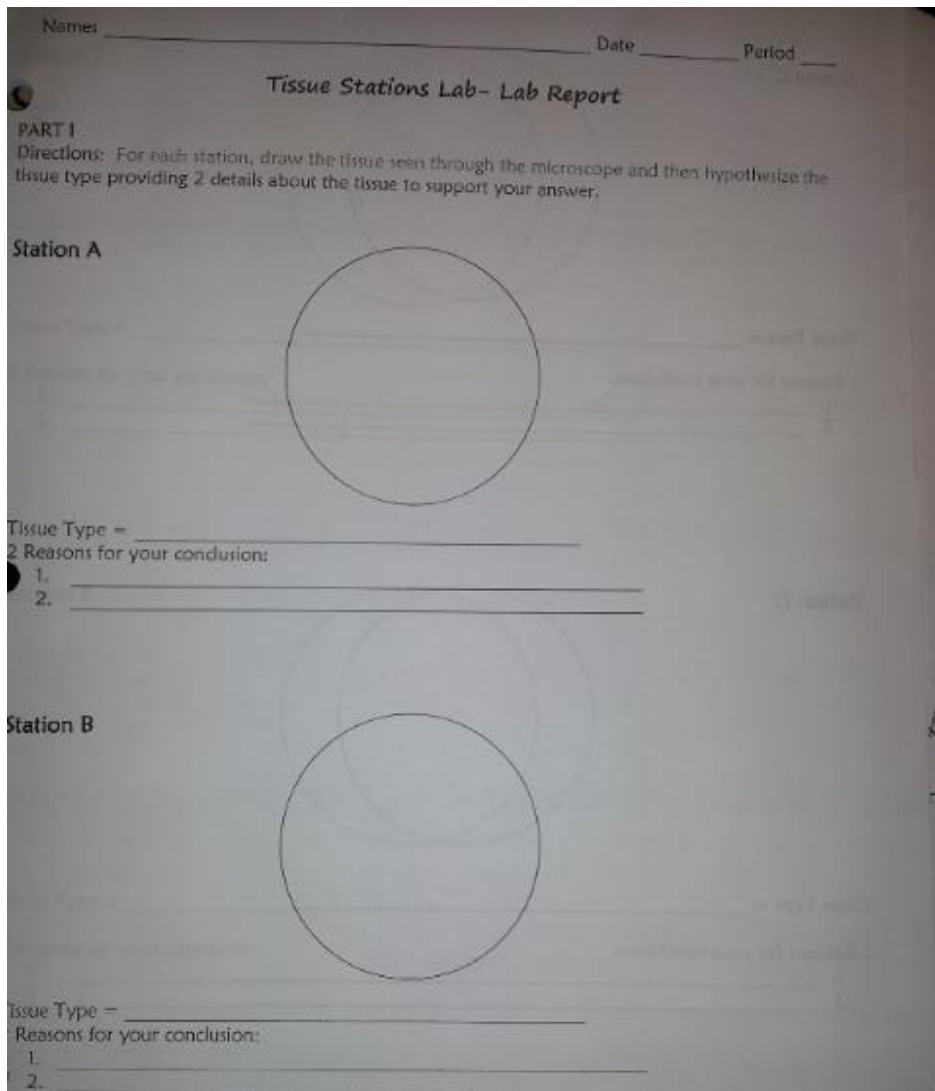 Names Date Period
Tissue Stations Lab- Lab Report
PART I
Directions: For each station, draw the tissue seen through the microscope and then hypothesize the
tissue type providing 2 details about the tissue to support your answer.
Station A
Tissue Type =
2 Reasons for your conclusion:
1.
2.
Station B
issue Type =
Reasons for your conclusion:
1.
2.